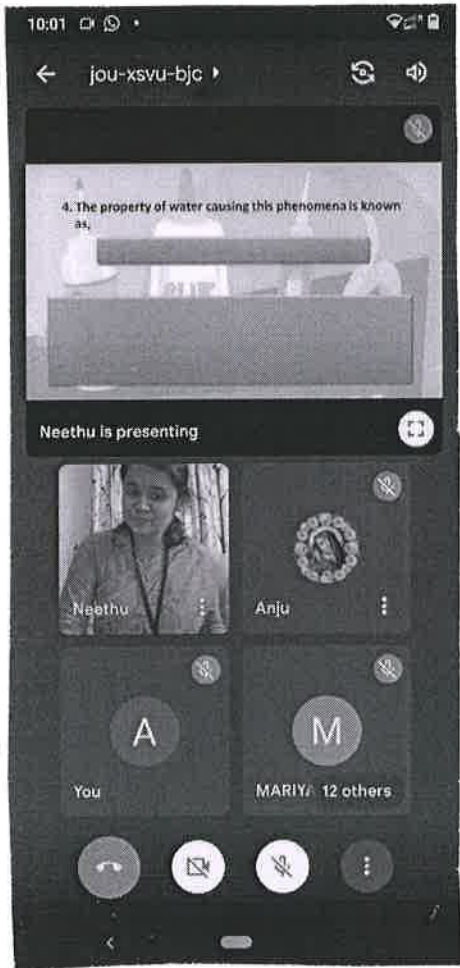 10:01
jou-xsvu-bjc
4. The property of water causing this phenomena is known
as,
Neethu is presenting
Neethu
Anju
A
You
M
MARIYA 12 others